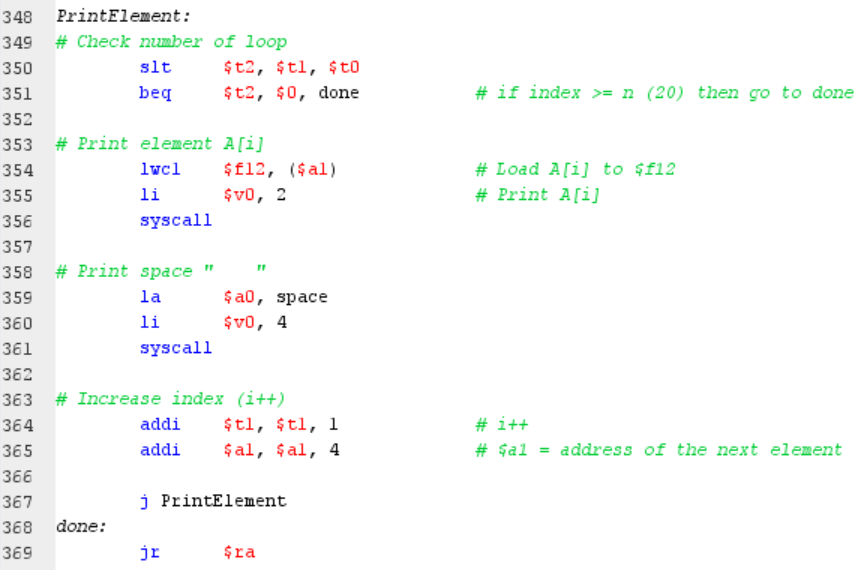 348 PrintElement:
349 # Check number of loop
350 slt $t2, $t1, $t0
351 beq $t2, $0, done # if index >= n (20) then go to done
352
353 # Print element A[i]
354 lwc1 $f12, ($a1) # Load A[i] to $f12
355 li $v0, 2 # Print A[i]
356 syscall
357
358 # Print space "    "
359 la $a0, space
360 li $v0, 4
361 syscall
362
363 # Increase index (i++)
364 addi $t1, $t1, 1 # i++
365 addi $a1, $a1, 4 # $a1 = address of the next element
366
367 j PrintElement
368 done:
369 jr $ra